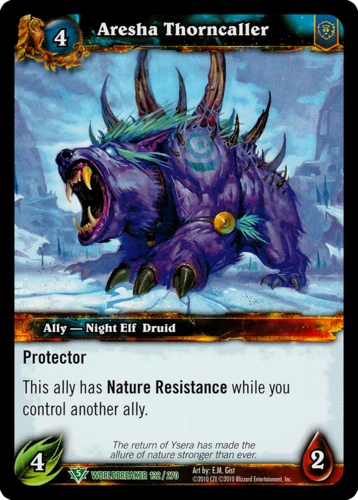 4 Aresha Thorncaller
Ally — Night Elf Druid
Protector
This ally has Nature Resistance while you
control another ally.
The return of Ysera has made the
allure of nature stronger than ever.
4 5 WORLDBREAKER 132/270 Art by: E.M. Gist 2
©2010 CZE ©2010 Blizzard Entertainment, Inc.